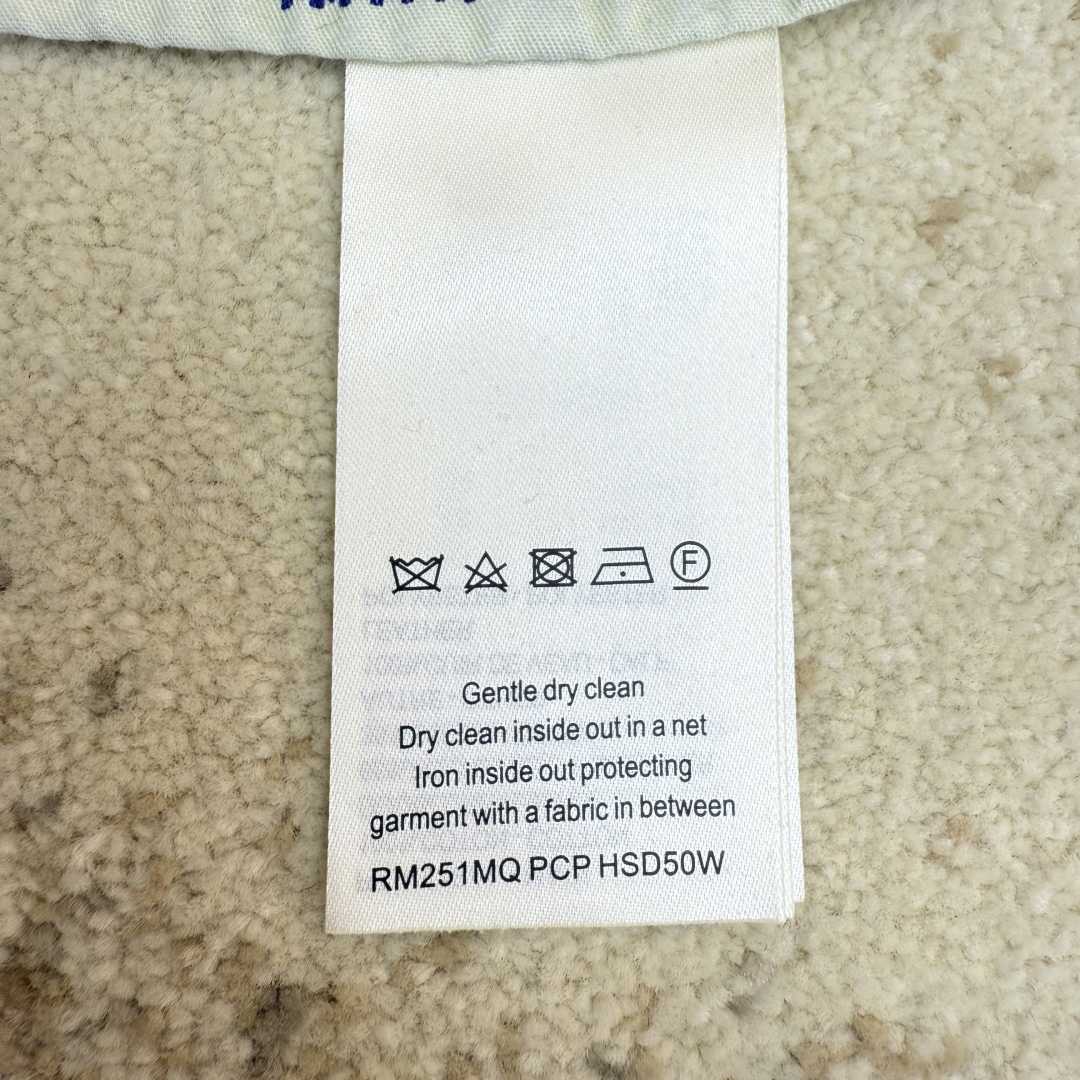 F
Gentle dry clean
Dry clean inside out in a net
Iron inside out protecting
garment with a fabric in between
RM251MQ PCP HSD50W